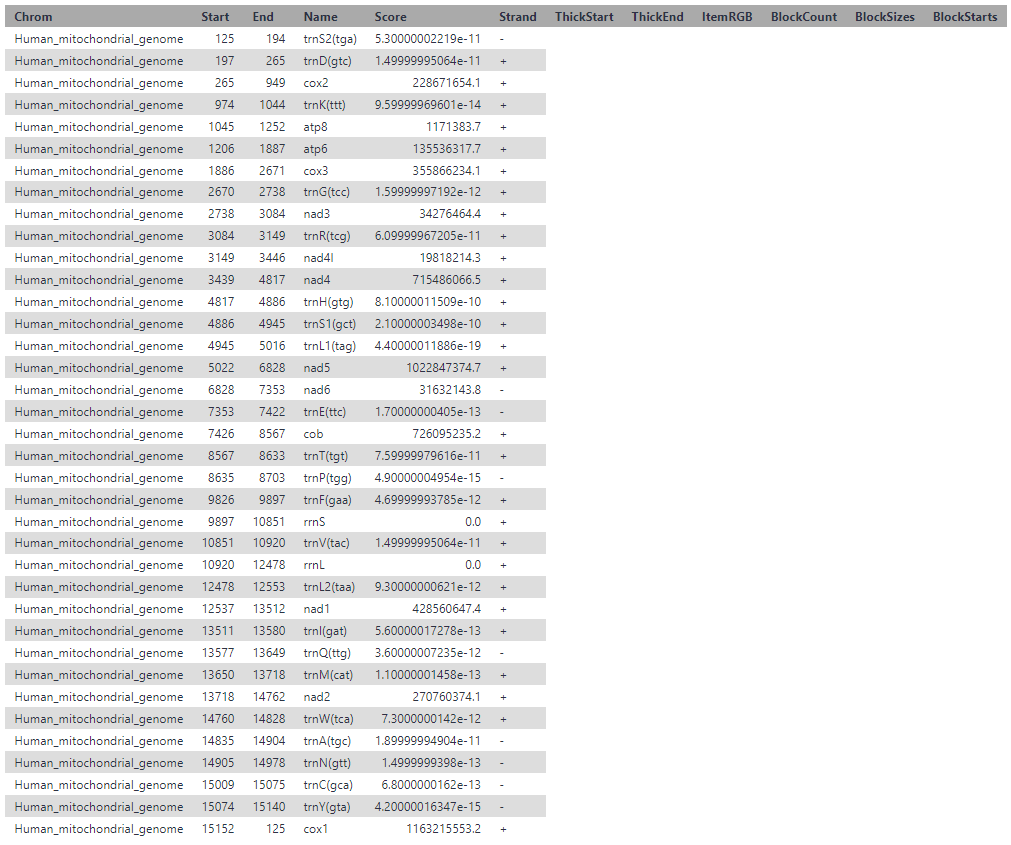 Chrom Start End Name Score Strand ThickStart ThickEnd ItemRGB BlockCount BlockSizes BlockStarts
Human_mitochondrial_genome 125 194 trnS2(tga) 5.30000002219e-11 -
Human_mitochondrial_genome 197 265 trnD(gtc) 1.49999995064e-11 +
Human_mitochondrial_genome 265 949 cox2 228671654.1 +
Human_mitochondrial_genome 974 1044 trnK(ttt) 9.59999969601e-14 +
Human_mitochondrial_genome 1045 1252 atp8 1171383.7 +
Human_mitochondrial_genome 1206 1887 atp6 135536317.7 +
Human_mitochondrial_genome 1886 2671 cox3 355866234.1 +
Human_mitochondrial_genome 2670 2738 trnG(tcc) 1.59999997192e-12 +
Human_mitochondrial_genome 2738 3084 nad3 34276464.4 +
Human_mitochondrial_genome 3084 3149 trnR(tcg) 6.09999967205e-11 +
Human_mitochondrial_genome 3149 3446 nad4l 19818214.3 +
Human_mitochondrial_genome 3439 4817 nad4 715486066.5 +
Human_mitochondrial_genome 4817 4886 trnH(gtg) 8.10000011509e-10 +
Human_mitochondrial_genome 4886 4945 trnS1(gct) 2.10000003498e-10 +
Human_mitochondrial_genome 4945 5016 trnL1(tag) 4.40000011886e-19 +
Human_mitochondrial_genome 5022 6828 nad5 1022847374.7 +
Human_mitochondrial_genome 6828 7353 nad6 31632143.8 -
Human_mitochondrial_genome 7353 7422 trnE(ttc) 1.70000000405e-13 -
Human_mitochondrial_genome 7426 8567 cob 726095235.2 +
Human_mitochondrial_genome 8567 8633 trnT(tgt) 7.59999979616e-11 +
Human_mitochondrial_genome 8635 8703 trnP(tgg) 4.90000004954e-15 -
Human_mitochondrial_genome 9826 9897 trnF(gaa) 4.69999993785e-12 +
Human_mitochondrial_genome 9897 10851 rrnS 0.0 +
Human_mitochondrial_genome 10851 10920 trnV(tac) 1.49999995064e-11 +
Human_mitochondrial_genome 10920 12478 rrnL 0.0 +
Human_mitochondrial_genome 12478 12553 trnL2(taa) 9.30000000621e-12 +
Human_mitochondrial_genome 12537 13512 nad1 428560647.4 +
Human_mitochondrial_genome 13511 13580 trnI(gat) 5.60000017278e-13 +
Human_mitochondrial_genome 13577 13649 trnQ(ttg) 3.60000007235e-12 -
Human_mitochondrial_genome 13650 13718 trnM(cat) 1.10000001458e-13 +
Human_mitochondrial_genome 13718 14762 nad2 270760374.1 +
Human_mitochondrial_genome 14760 14828 trnW(tca) 7.3000000142e-12 +
Human_mitochondrial_genome 14835 14904 trnA(tgc) 1.89999994904e-11 -
Human_mitochondrial_genome 14905 14978 trnN(gtt) 1.4999999398e-13 -
Human_mitochondrial_genome 15009 15075 trnC(gca) 6.8000000162e-13 -
Human_mitochondrial_genome 15074 15140 trnY(gta) 4.20000016347e-15 -
Human_mitochondrial_genome 15152 125 cox1 1163215553.2 +